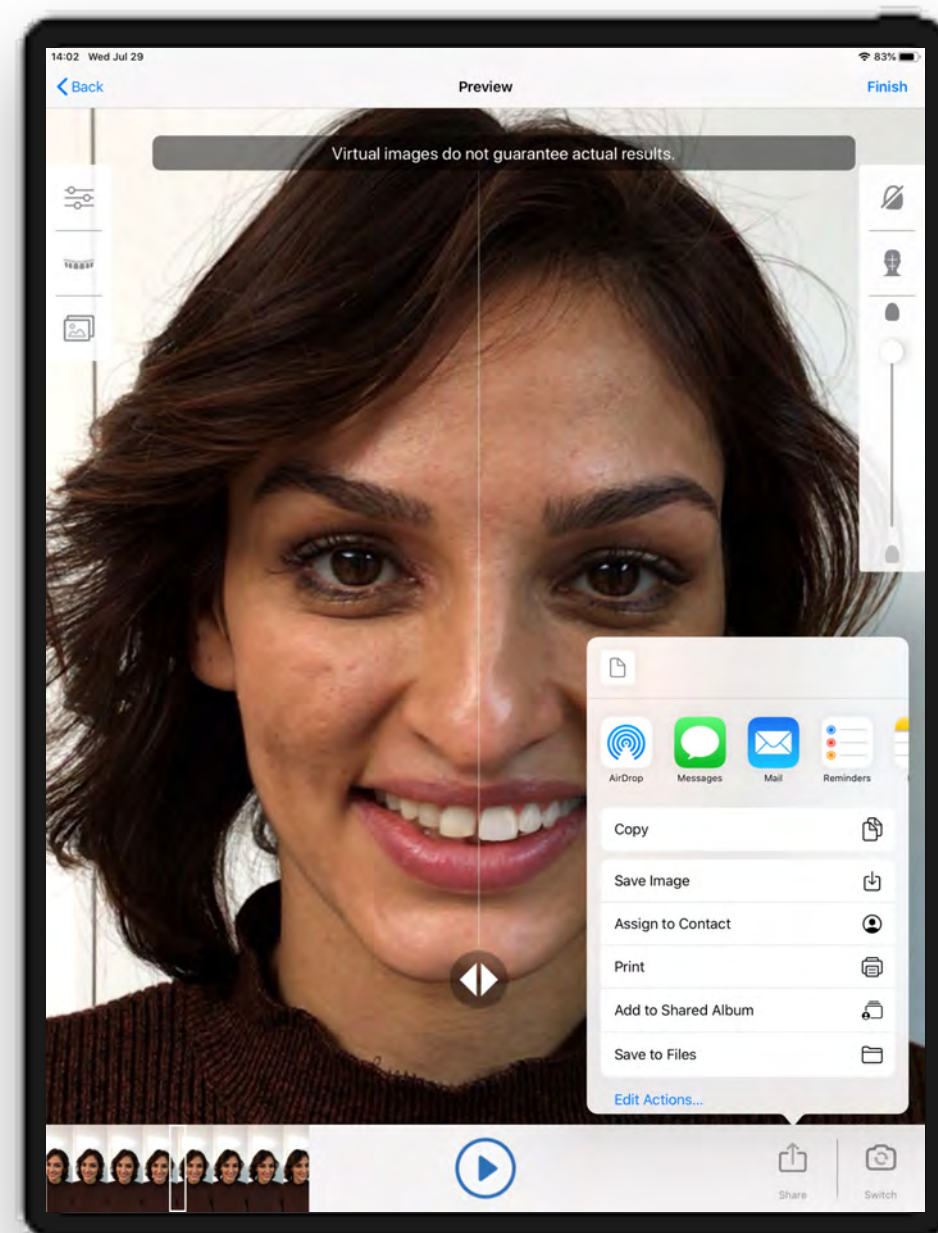 14:02 Wed Jul 29
83%
Back
Preview
Finish
Virtual images do not guarantee actual results.
AirDrop
Messages
Mail
Reminders
Copy
Save Image
Assign to Contact
Print
Add to Shared Album
Save to Files
Edit Actions...
Share
Switch